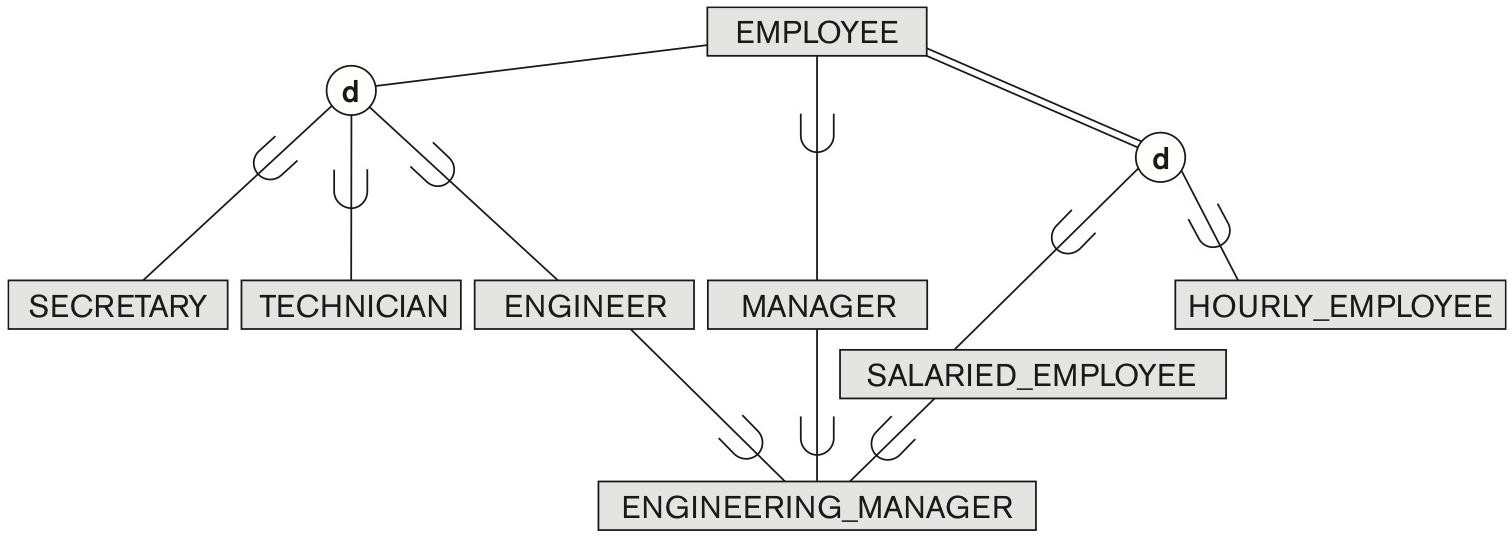 EMPLOYEE
d
d
SECRETARY
TECHNICIAN
ENGINEER
MANAGER
HOURLY_EMPLOYEE
SALARIED_EMPLOYEE
ENGINEERING_MANAGER